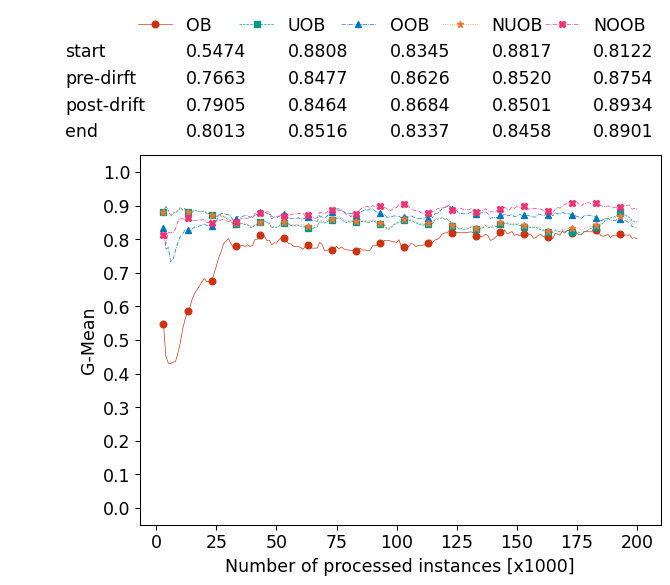 OB UOB OOB NUOB NOOB
start 0.5474 0.8808 0.8345 0.8817 0.8122
pre-dirft 0.7663 0.8477 0.8626 0.8520 0.8754
post-drift 0.7905 0.8464 0.8684 0.8501 0.8934
end 0.8013 0.8516 0.8337 0.8458 0.8901
1.0
0.9
0.8
0.7
0.6
0.5
0.4
0.3
0.2
0.1
0.0
G-Mean
0 25 50 75 100 125 150 175 200
Number of processed instances [x1000]